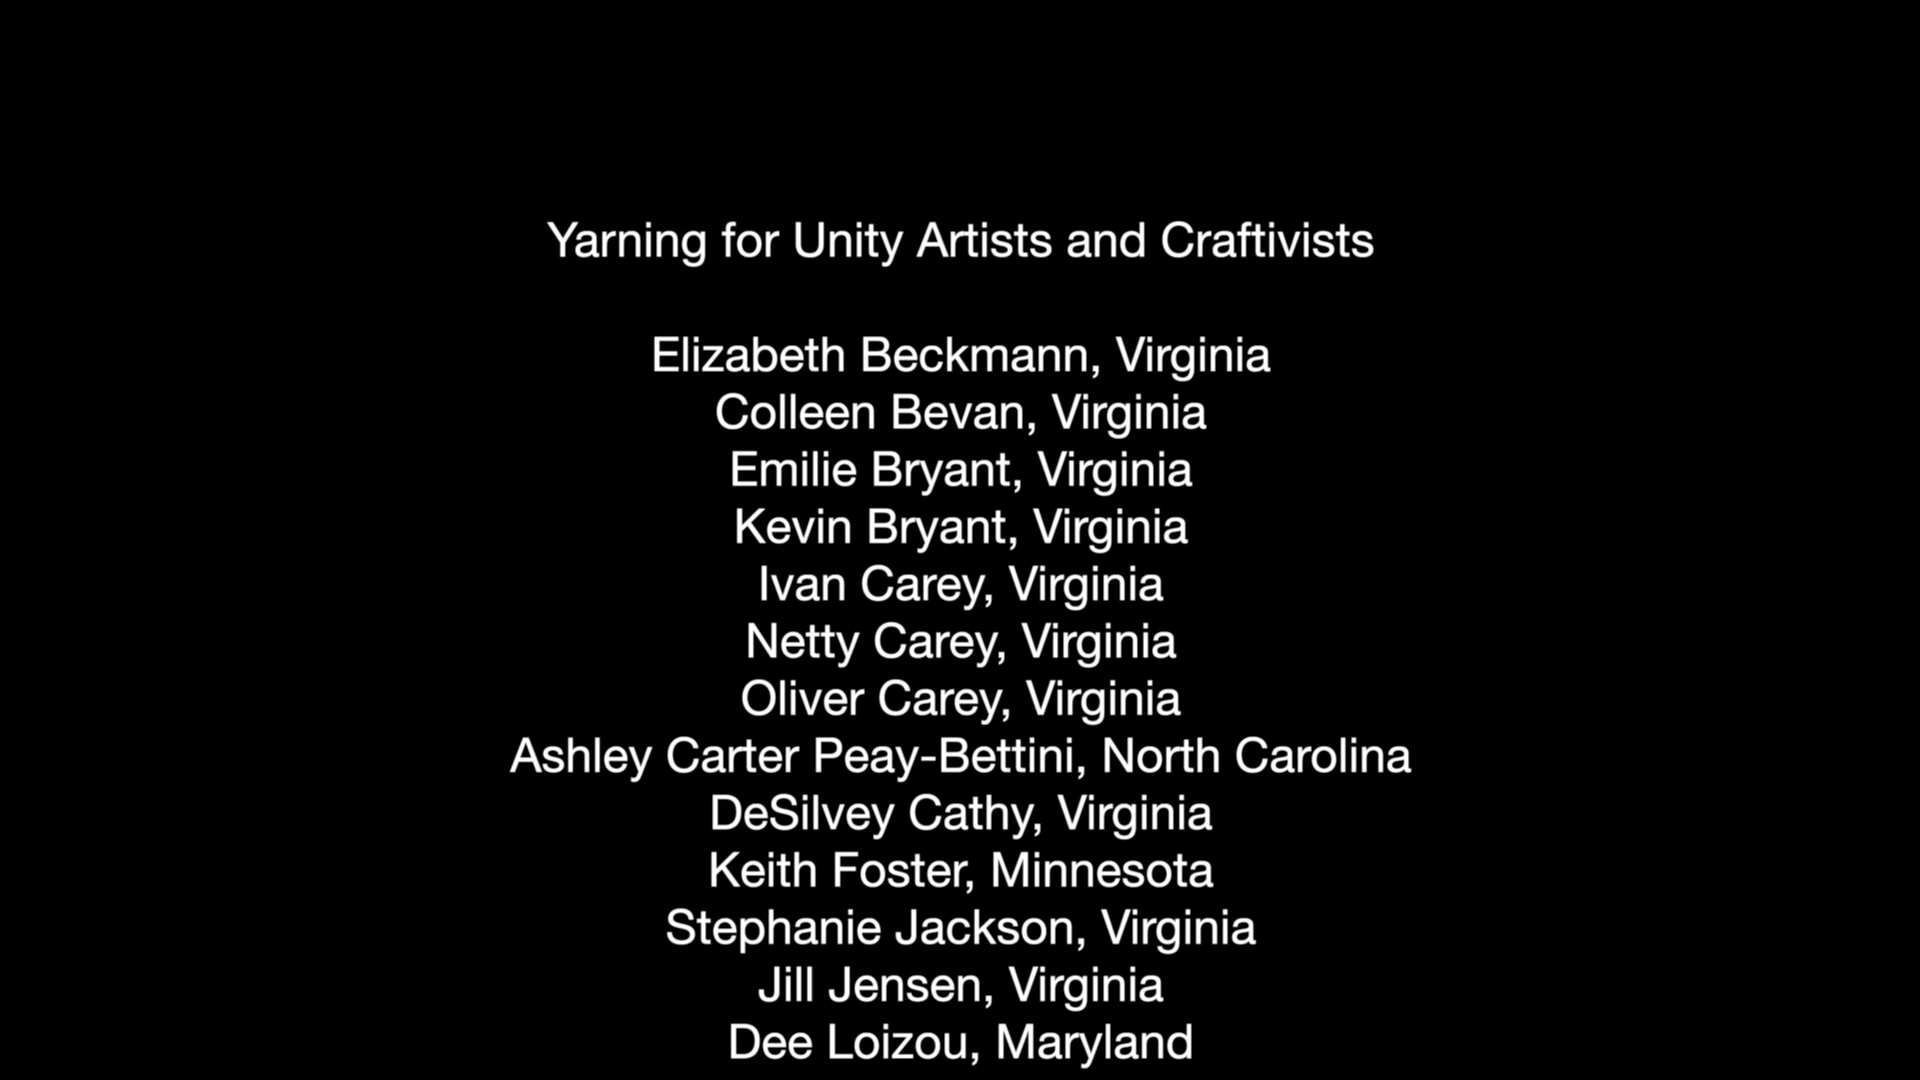 Yarning for Unity Artists and Craftivists
Elizabeth Beckmann, Virginia
Colleen Bevan, Virginia
Emilie Bryant, Virginia
Kevin Bryant, Virginia
Ivan Carey, Virginia
Netty Carey, Virginia
Oliver Carey, Virginia
Ashley Carter Peay-Bettini, North Carolina
DeSilvey Cathy, Virginia
Keith Foster, Minnesota
Stephanie Jackson, Virginia
Jill Jensen, Virginia
Dee Loizou, Maryland